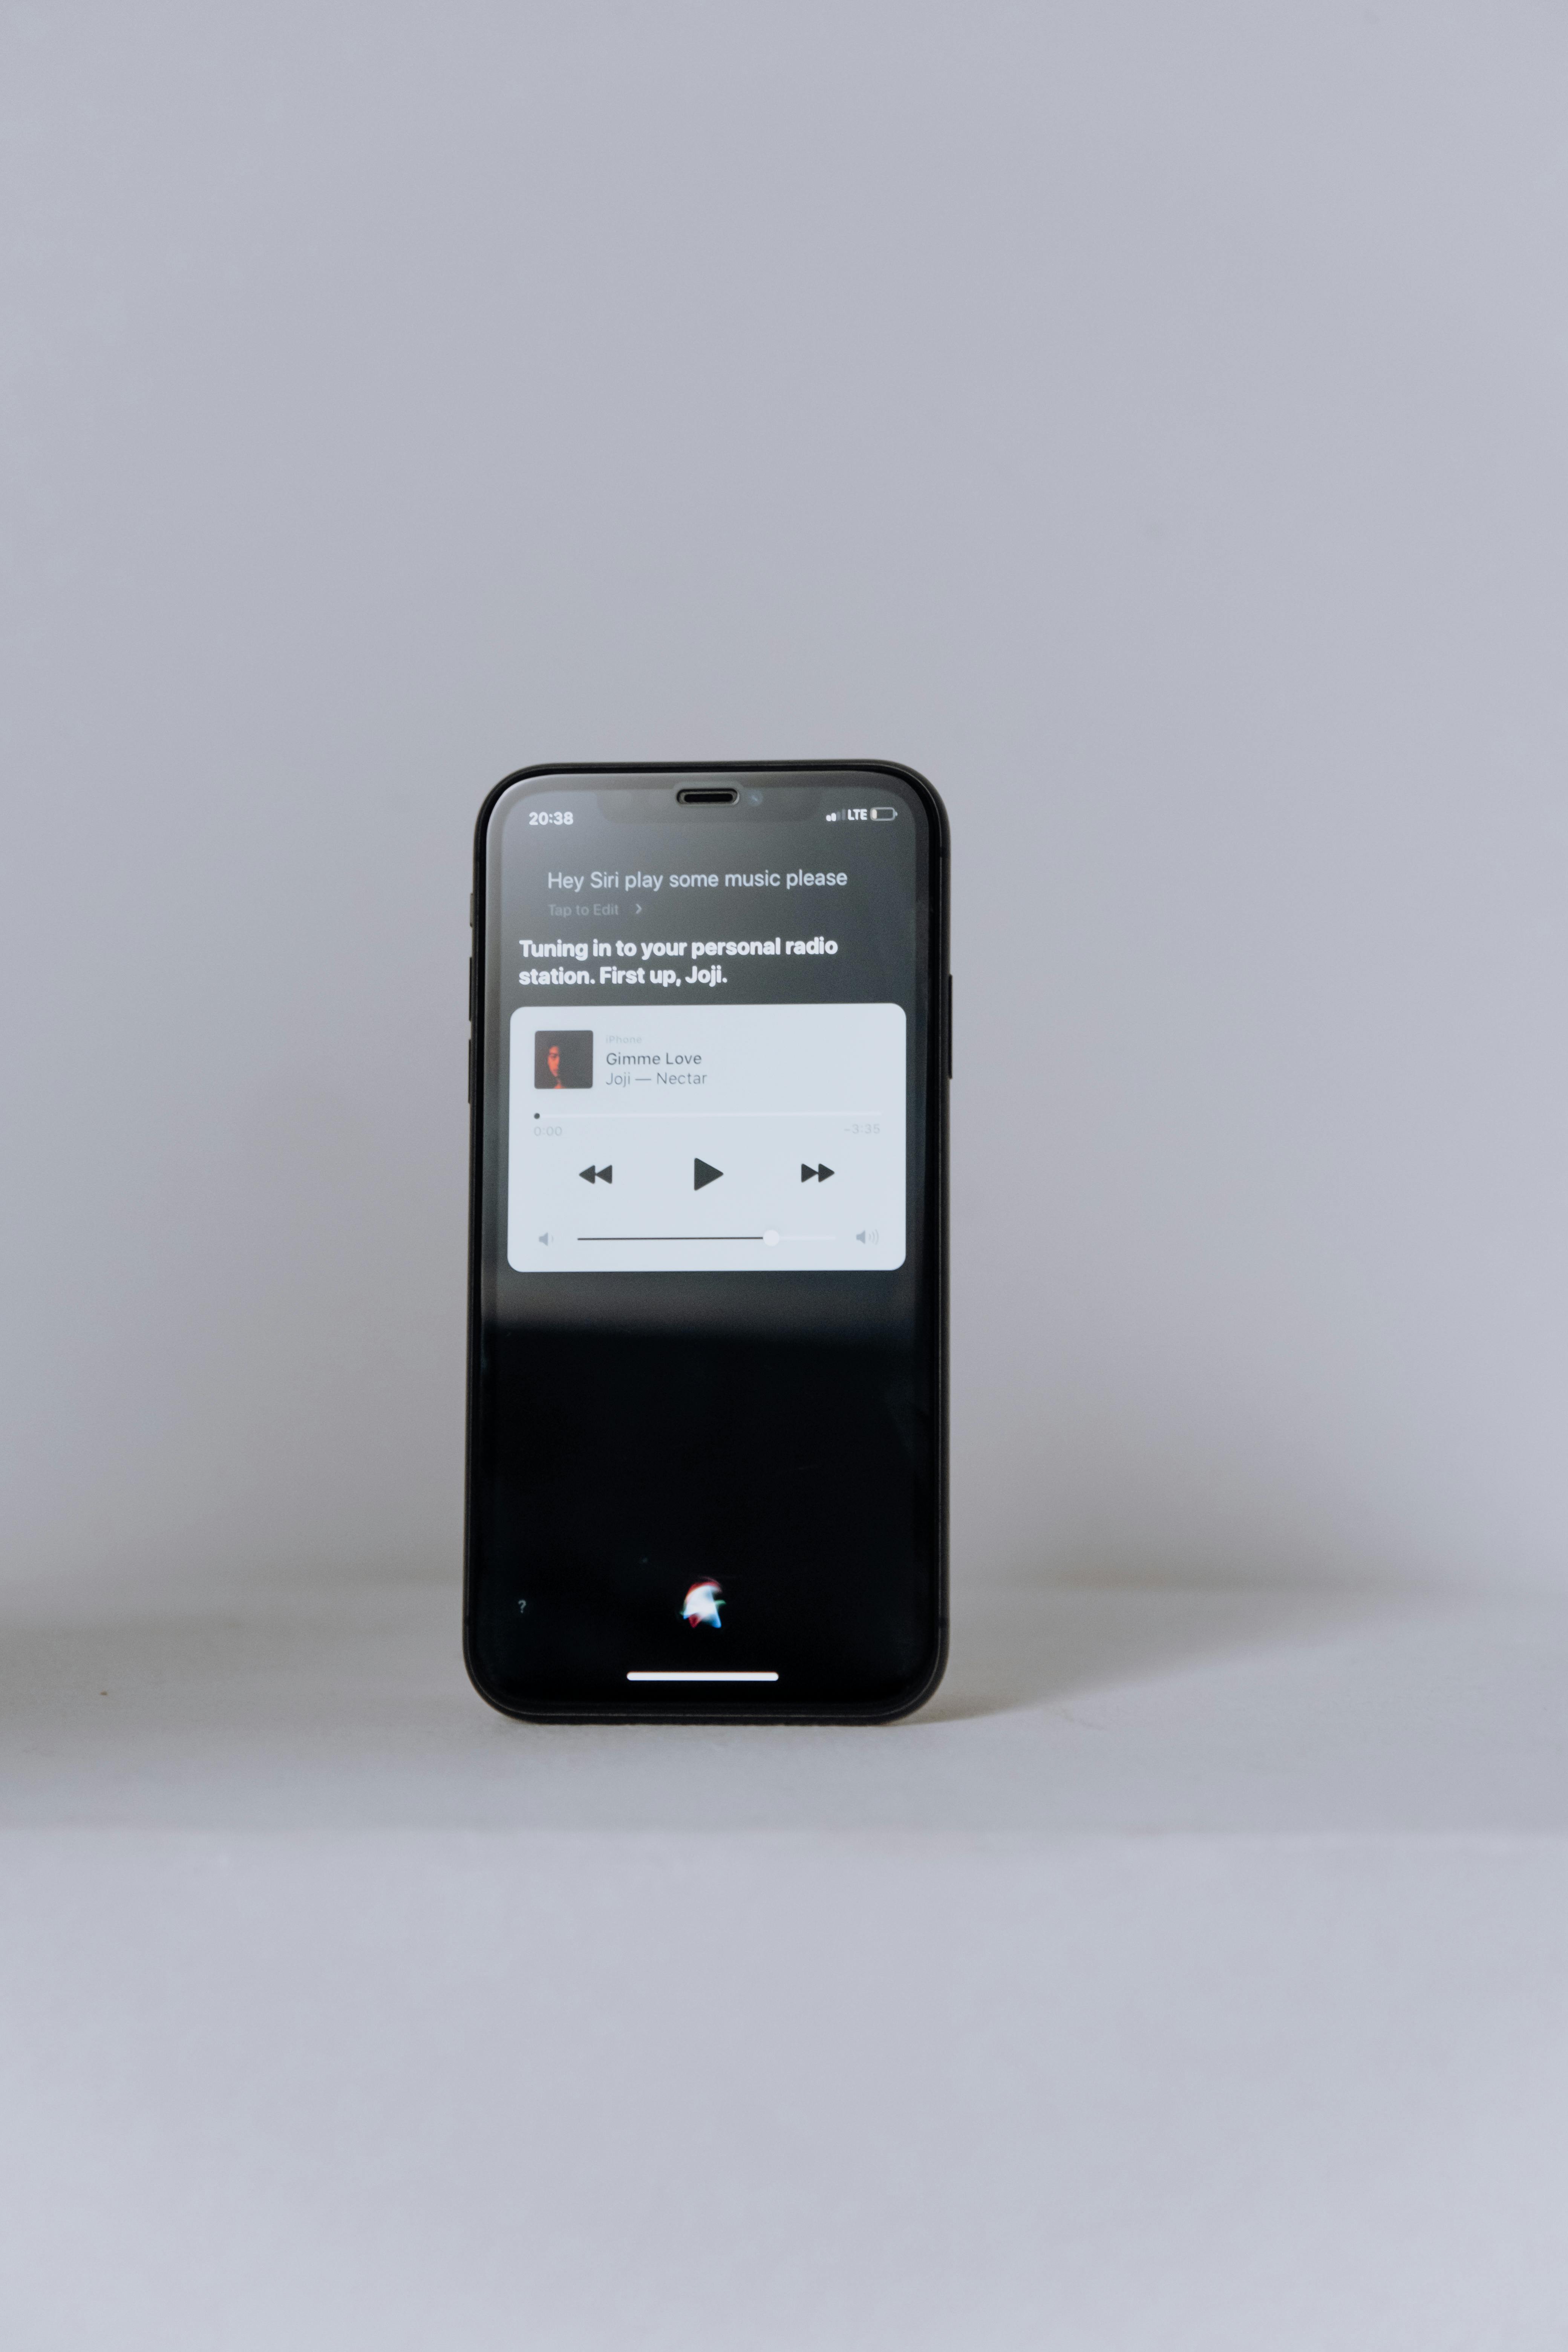 20:38 LTE
Hey Siri play some music please
Tap to Edit
Tuning in to your personal radio
station. First up, Joji.
iPhone
Gimme Love
Joji — Nectar
0:00 -3:35
?